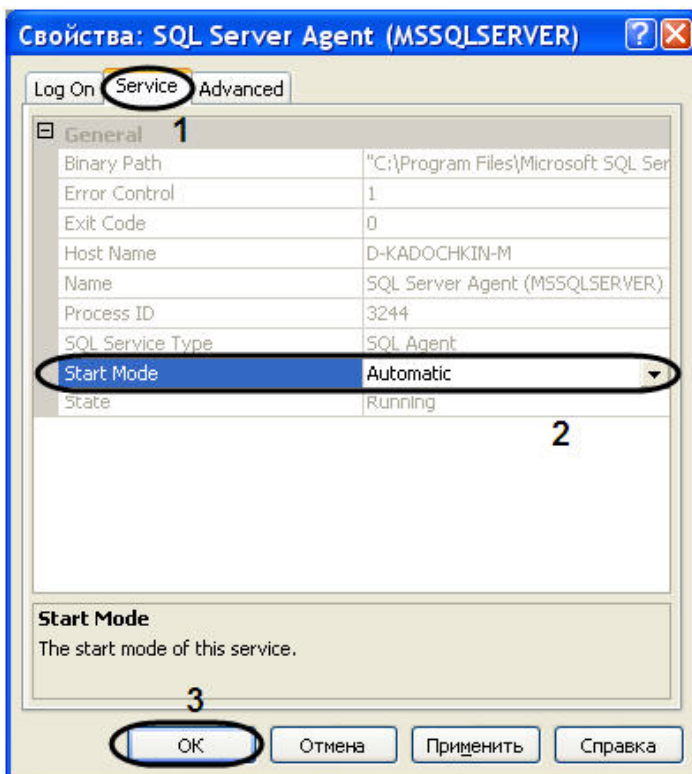 Свойства: SQL Server Agent (MSSQLSERVER)
Log On Service Advanced
1
General
Binary Path "C:\Program Files\Microsoft SQL Ser
Error Control 1
Exit Code 0
Host Name D-KADOCHKIN-M
Name SQL Server Agent (MSSQLSERVER)
Process ID 3244
SQL Service Type SQL Agent
Start Mode Automatic
State Running
2
Start Mode
The start mode of this service.
3
ОК Отмена Применить Справка